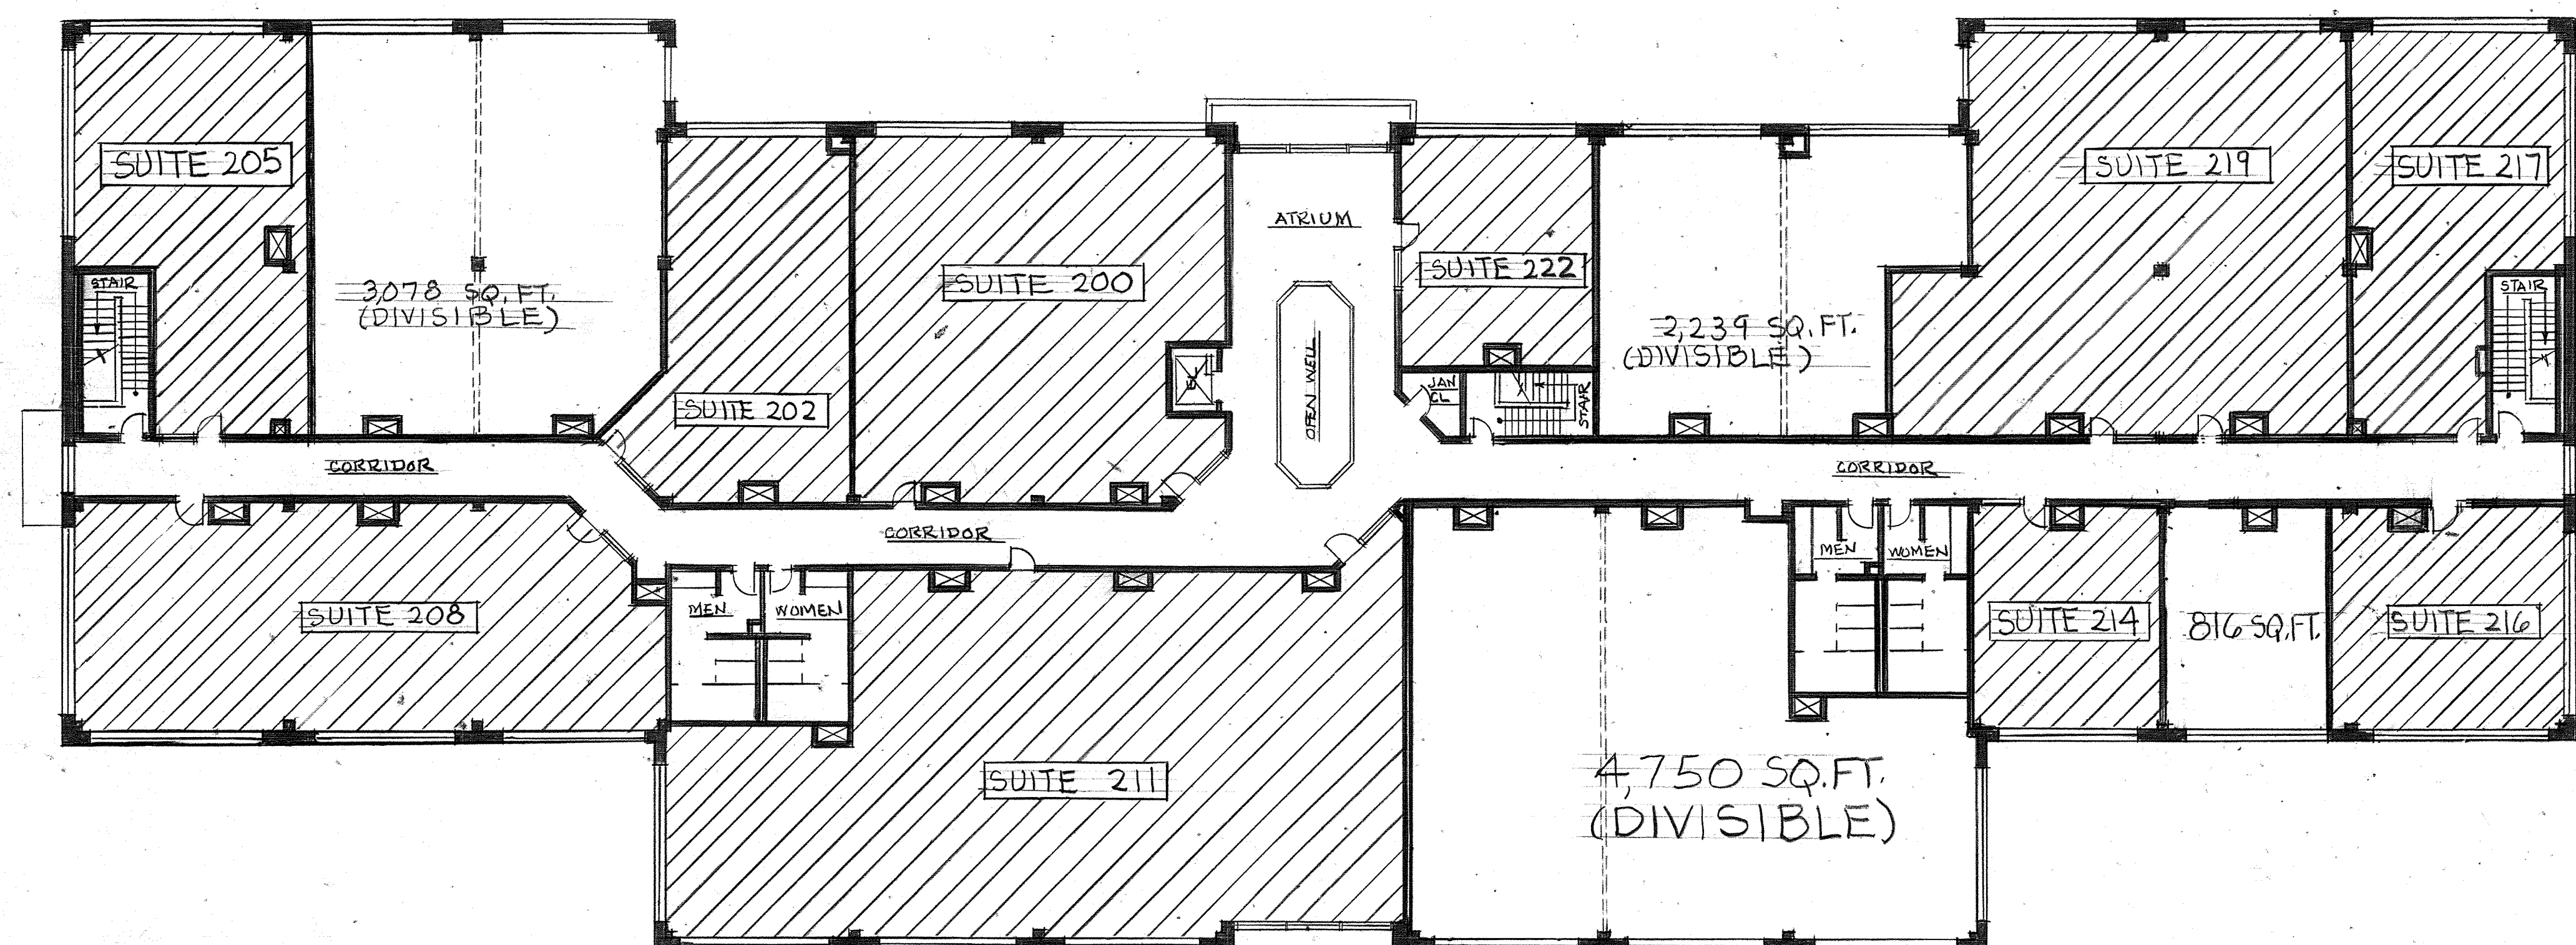 SUITE 205
SUITE 219
SUITE 217
ATRIUM
SUITE 222
SUITE 200
STAIR
STAIR
3,078 SQ. FT.
(DIVISIBLE)
2,239 SQ. FT.
(DIVISIBLE)
EL
OPEN WELL
JAN
CL
STAIR
SUITE 202
CORRIDOR
CORRIDOR
CORRIDOR
MEN
WOMEN
SUITE 208
MEN
WOMEN
SUITE 214
816 SQ.FT.
SUITE 216
SUITE 211
4,750 SQ.FT.
(DIVISIBLE)